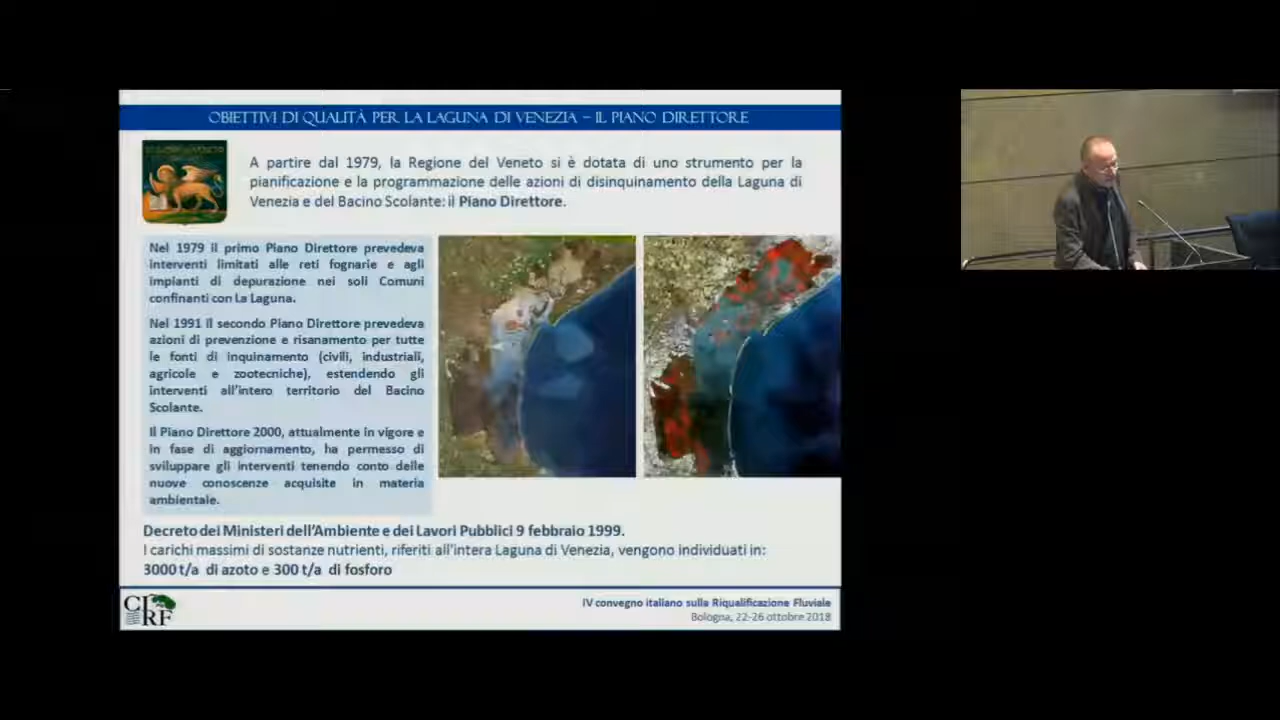 OBIETTIVI DI QUALITÀ PER LA LAGUNA DI VENEZIA – IL PIANO DIRETTORE
A partire dal 1979, la Regione del Veneto si è dotata di uno strumento per la
pianificazione e la programmazione delle azioni di disinquinamento della Laguna di
Venezia e del Bacino Scolante: il Piano Direttore.
Nel 1979 il primo Piano Direttore prevedeva
interventi limitati alle reti fognarie e agli
impianti di depurazione nei soli Comuni
confinanti con La Laguna.
Nel 1991 il secondo Piano Direttore prevedeva
azioni di prevenzione e risanamento per tutte
le fonti di inquinamento (civili, industriali,
agricole e zootecniche), estendendo gli
interventi all'intero territorio del Bacino
Scolante.
Il Piano Direttore 2000, attualmente in vigore e
in fase di aggiornamento, ha permesso di
sviluppare gli interventi tenendo conto delle
nuove conoscenze acquisite in materia
ambientale.
Decreto dei Ministeri dell'Ambiente e dei Lavori Pubblici 9 febbraio 1999.
I carichi massimi di sostanze nutrienti, riferiti all'intera Laguna di Venezia, vengono individuati in:
3000 t/a di azoto e 300 t/a di fosforo
CIRF
IV convegno italiano sulla Riqualificazione Fluviale
Bologna, 22-26 ottobre 2018